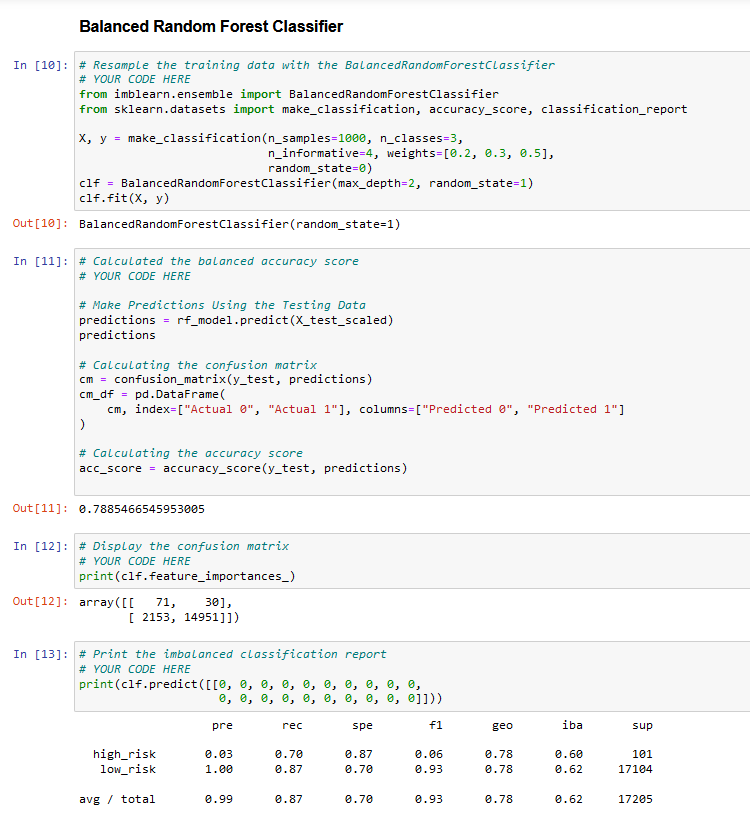 Balanced Random Forest Classifier
In [10]: # Resample the training data with the BalancedRandomForestClassifier
# YOUR CODE HERE
from imblearn.ensemble import BalancedRandomForestClassifier
from sklearn.datasets import make_classification, accuracy_score, classification_report
X, y = make_classification(n_samples=1000, n_classes=3,
n_informative=4, weights=[0.2, 0.3, 0.5],
random_state=0)
clf = BalancedRandomForestClassifier(max_depth=2, random_state=1)
clf.fit(X, y)
Out[10]: BalancedRandomForestClassifier(random_state=1)
In [11]: # Calculated the balanced accuracy score
# YOUR CODE HERE
# Make Predictions Using the Testing Data
predictions = rf_model.predict(X_test_scaled)
predictions
# Calculating the confusion matrix
cm = confusion_matrix(y_test, predictions)
cm_df = pd.DataFrame(
cm, index=["Actual 0", "Actual 1"], columns=["Predicted 0", "Predicted 1"]
)
# Calculating the accuracy score
acc_score = accuracy_score(y_test, predictions)
Out[11]: 0.7885466545953005
In [12]: # Display the confusion matrix
# YOUR CODE HERE
print(clf.feature_importances_)
Out[12]: array([[ 71, 30],
[ 2153, 14951]])
In [13]: # Print the imbalanced classification report
# YOUR CODE HERE
print(clf.predict([[0, 0, 0, 0, 0, 0, 0, 0, 0, 0,
0, 0, 0, 0, 0, 0, 0, 0, 0, 0]]))
pre rec spe f1 geo iba sup
high_risk 0.03 0.70 0.87 0.06 0.78 0.60 101
low_risk 1.00 0.87 0.70 0.93 0.78 0.62 17104
avg / total 0.99 0.87 0.70 0.93 0.78 0.62 17205